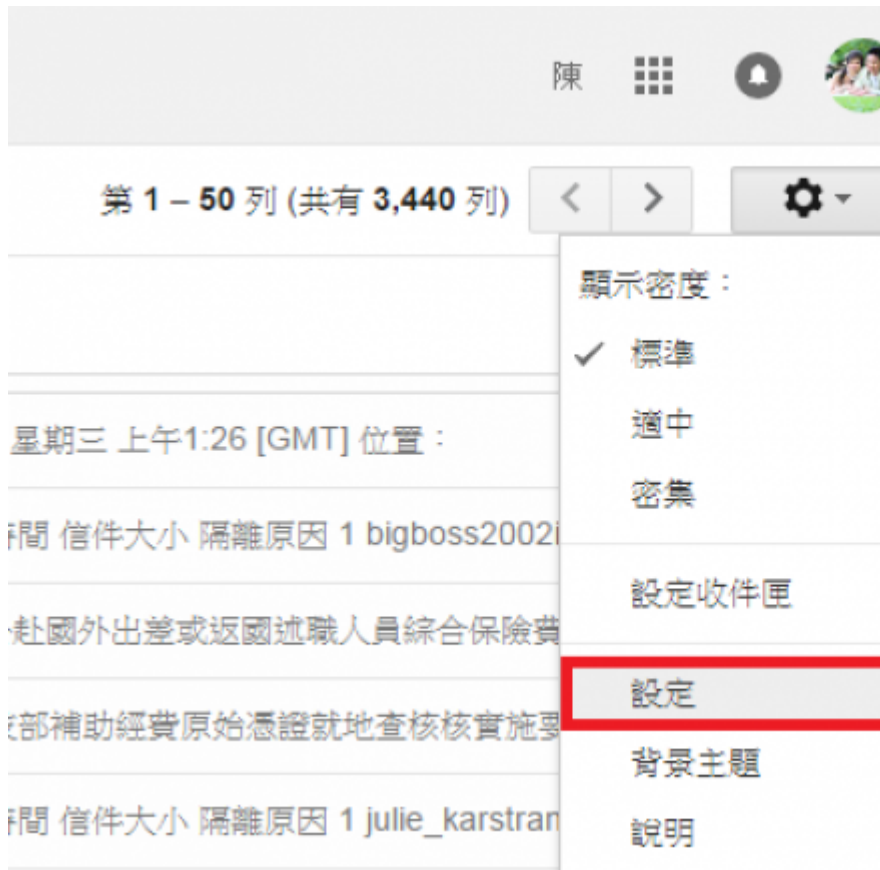 陳
第 1 – 50 列 (共有 3,440 列)
顯示密度：
標準
適中
密集
設定收件匣
設定
背景主題
說明
星期三 上午1:26 [GMT] 位置：
間 信件大小 隔離原因 1 bigboss2002i
赴國外出差或返國述職人員綜合保險費
部補助經費原始憑證就地查核核實施要
間 信件大小 隔離原因 1 julie_karstran